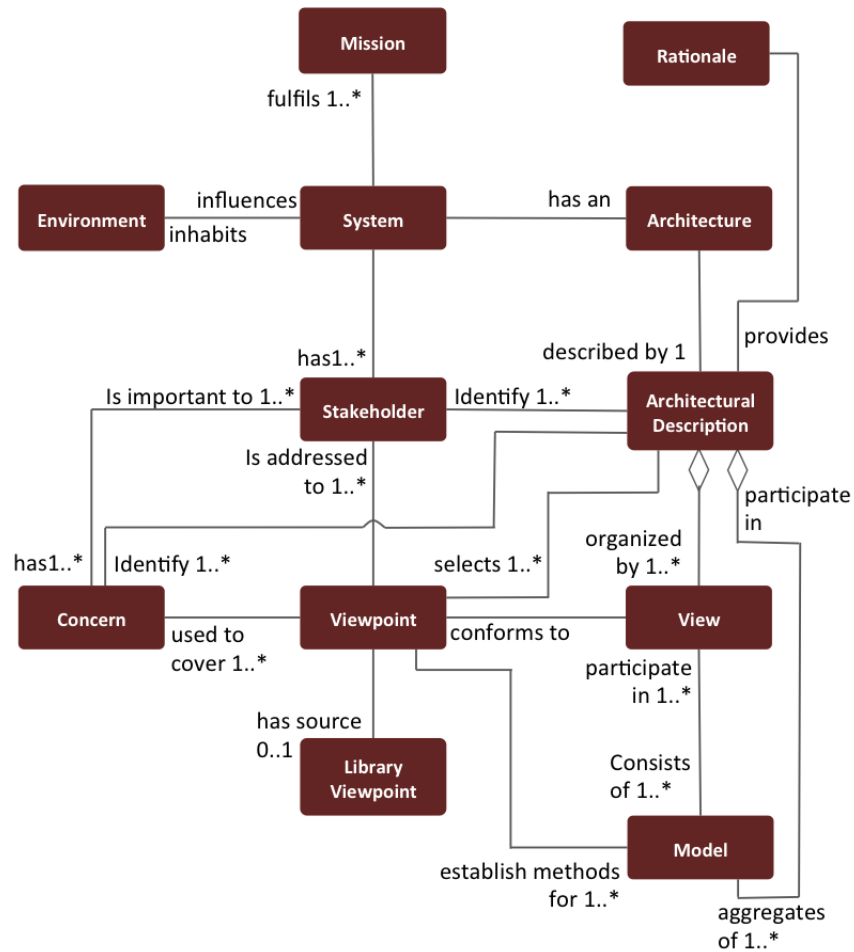 Mission
Rationale
fulfils 1..*
Environment
influences
inhabits
System
has an
Architecture
has1..*
described by 1
provides
Is important to 1..*
Stakeholder
Identify 1..*
Architectural
Description
Is addressed
to 1..*
participate
in
has1..*
Identify 1..*
selects 1..*
organized
by 1..*
Concern
used to
cover 1..*
Viewpoint
conforms to
View
participate
in 1..*
has source
0..1
Library
Viewpoint
Consists
of 1..*
Model
establish methods
for 1..*
aggregates
of 1..*